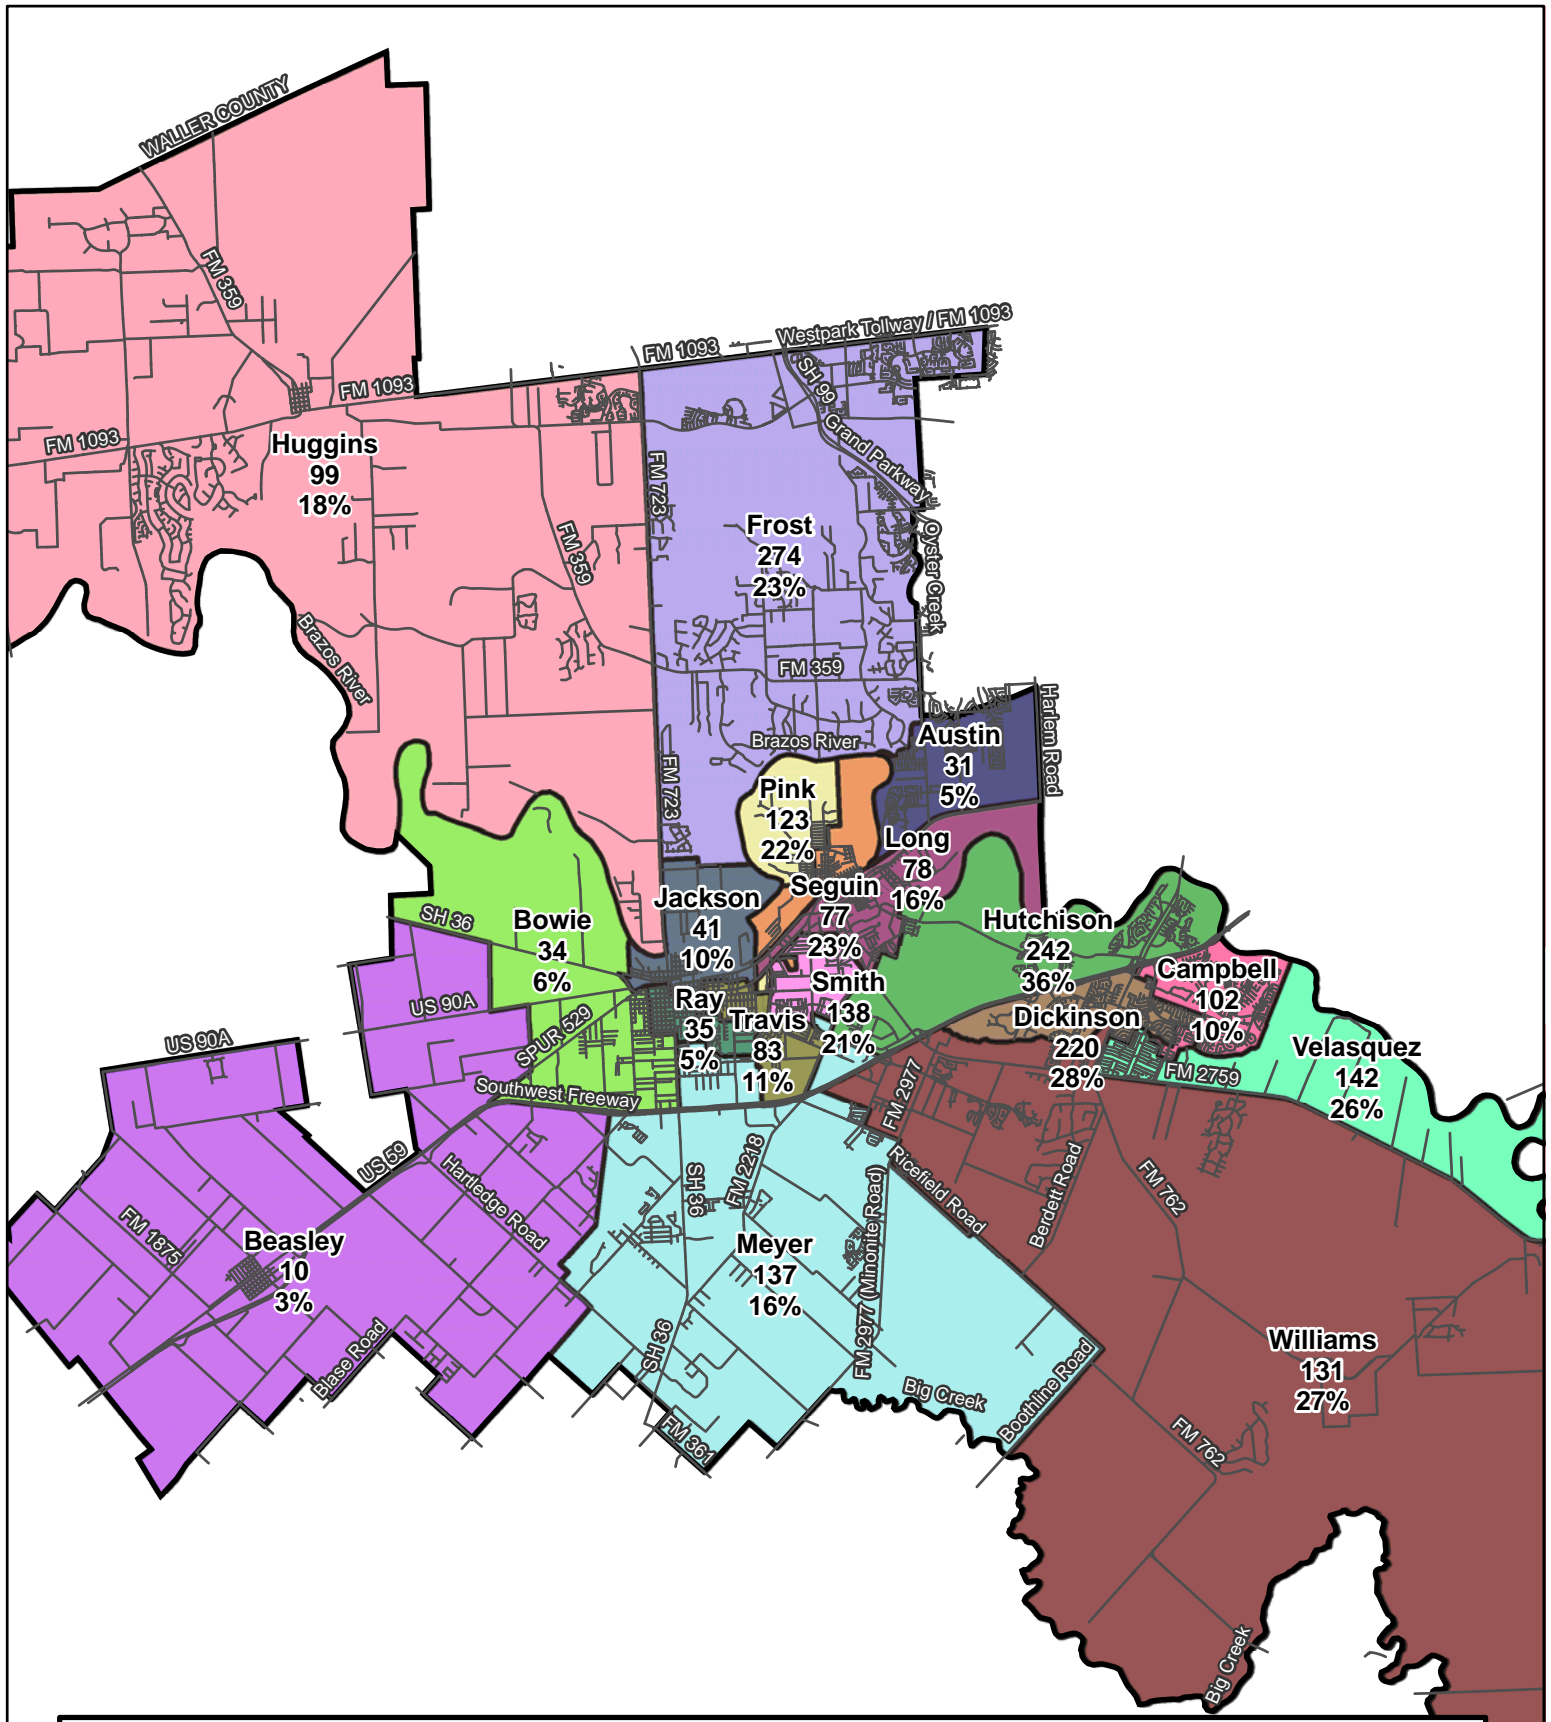 WALLER COUNTY
FM 359
Westpark Tollway / FM 1093
FM 1093
FM 1093
FM 1093
SH 99
Grand Parkway
Huggins
99
18%
FM 723
FM 359
Frost
274
23%
Oyster Creek
Brazos River
FM 359
Harlem Road
Brazos River
Austin
31
5%
FM 723
Pink
123
22%
Long
78
16%
Seguin
77
23%
Jackson
41
10%
SH 36
Bowie
34
6%
Hutchison
242
36%
Campbell
102
10%
Smith
138
21%
US 90A
Ray
35
5%
Travis
83
11%
Dickinson
220
28%
SPUR 529
US 90A
Velasquez
142
26%
FM 2759
Southwest Freeway
FM 2977
US 59
Hartledge Road
SH 36
FM 2218
Ricefield Road
Berdett Road
FM 762
FM 1875
Beasley
10
3%
Meyer
137
16%
FM 2977 (Minonite Road)
Williams
131
27%
Blase Road
SH 36
Big Creek
Boothline Road
FM 361
FM 762
Big Creek